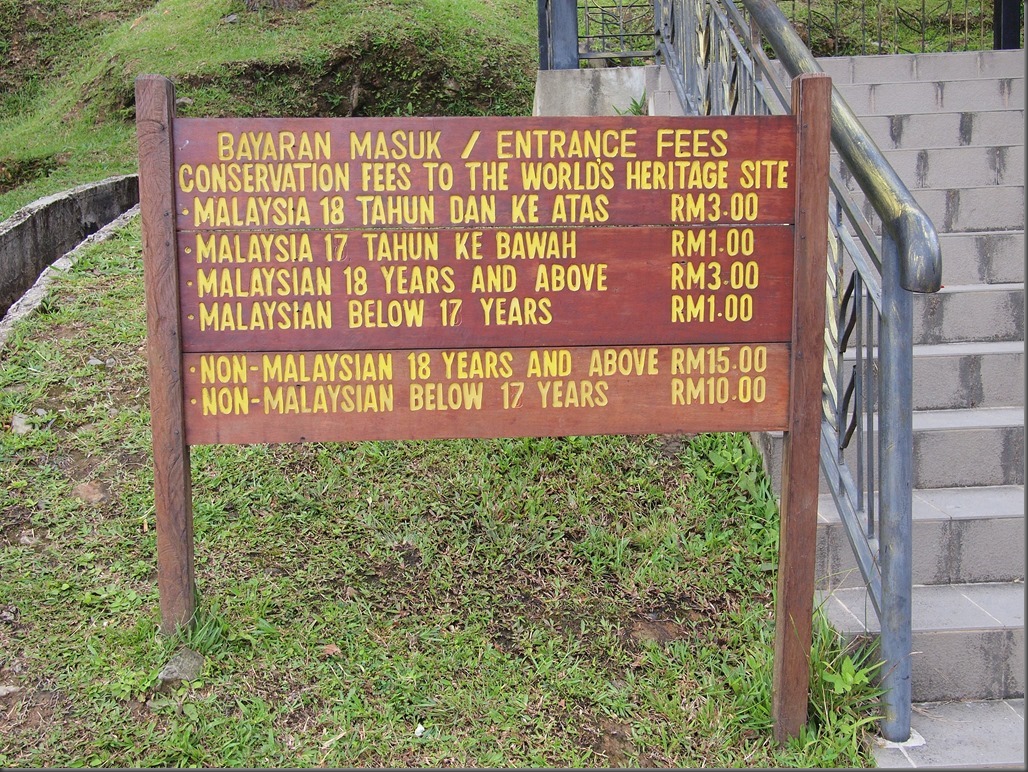 BAYARAN MASUK / ENTRANCE FEES
CONSERVATION FEES TO THE WORLD'S HERITAGE SITE
• MALAYSIA 18 TAHUN DAN KE ATAS RM3.00
• MALAYSIA 17 TAHUN KE BAWAH RM1.00
• MALAYSIAN 18 YEARS AND ABOVE RM3.00
• MALAYSIAN BELOW 17 YEARS RM1.00
• NON-MALAYSIAN 18 YEARS AND ABOVE RM15.00
• NON-MALAYSIAN BELOW 17 YEARS RM10.00